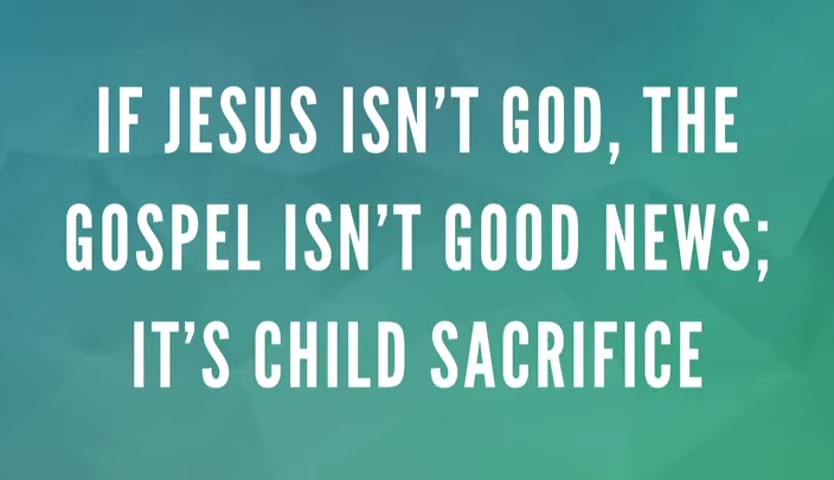 IF JESUS ISN'T GOD, THE
GOSPEL ISN'T GOOD NEWS;
IT'S CHILD SACRIFICE